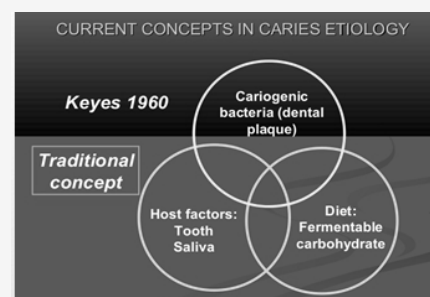 CURRENT CONCEPTS IN CARIES ETIOLOGY
Keyes 1960
Cariogenic
bacteria (dental
plaque)
Traditional
concept
Host factors:
Tooth
Saliva
Diet:
Fermentable
carbohydrate